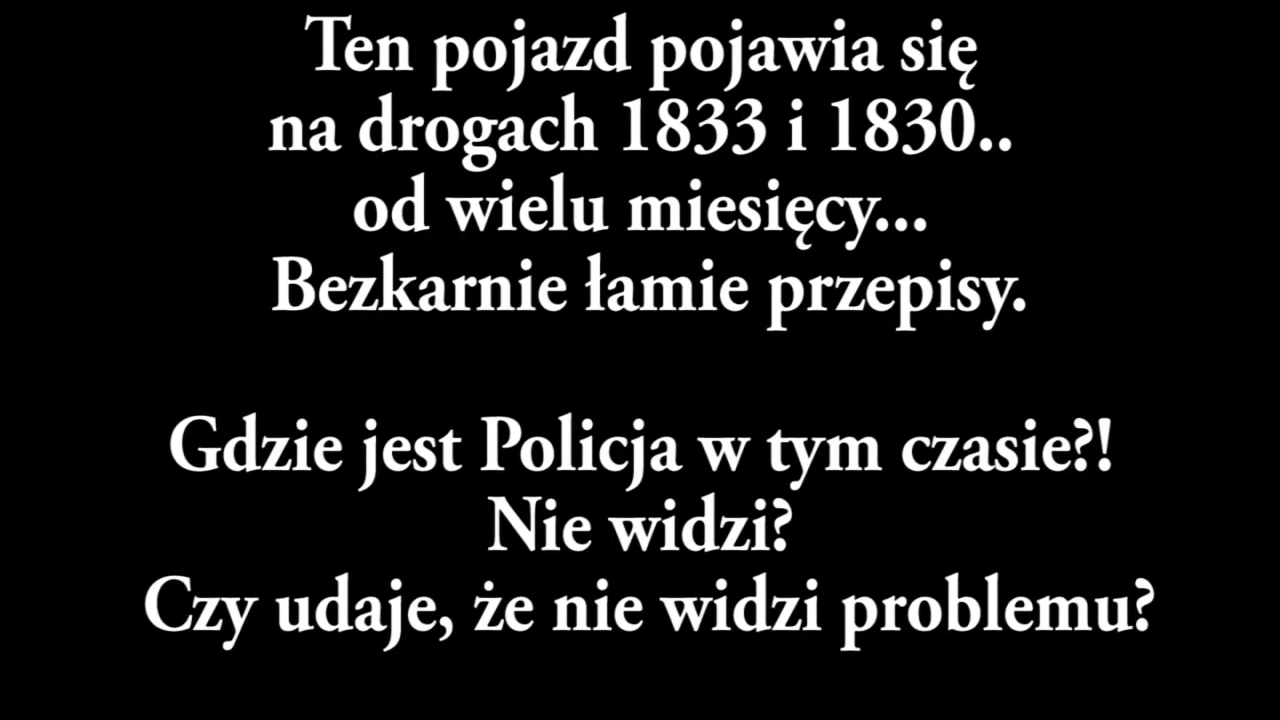 Ten pojazd pojawia się
na drogach 1833 i 1830..
od wielu miesięcy...
Bezkarnie łamie przepisy.
Gdzie jest Policja w tym czasie?!
Nie widzi?
Czy udaje, że nie widzi problemu?